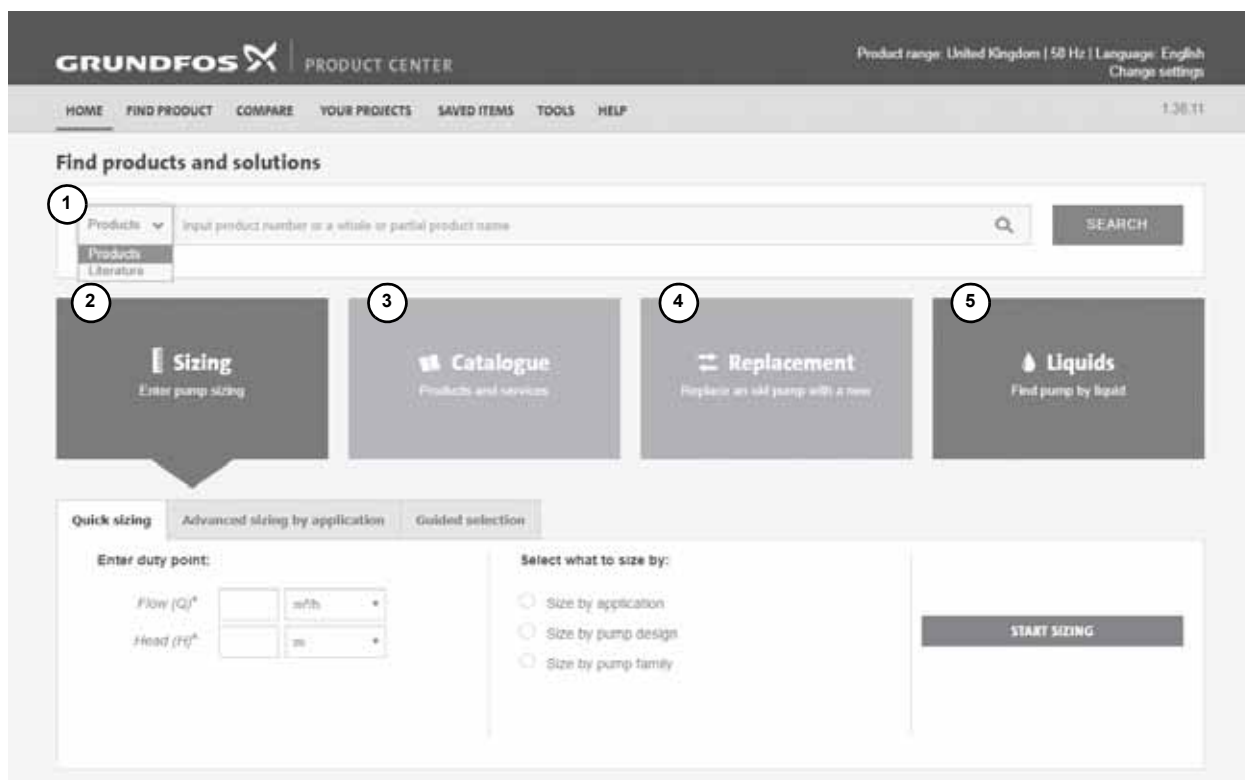 GRUNDFOS PRODUCT CENTER
Product range: United Kingdom | 50 Hz | Language: English
Change settings
HOME FIND PRODUCT COMPARE YOUR PROJECTS SAVED ITEMS TOOLS HELP
1.38.11
Find products and solutions
1
Products Input product number or a whole or partial product name SEARCH
Products
Literature
2 3 4 5
Sizing Catalogue Replacement Liquids
Enter pump sizing Products and services Replace an old pump with a new Find pump by liquid
Quick sizing Advanced sizing by application Guided selection
Enter duty point: Select what to size by:
Flow (Q)* m³/h Size by application
Size by pump design START SIZING
Head (H)* m
Size by pump family